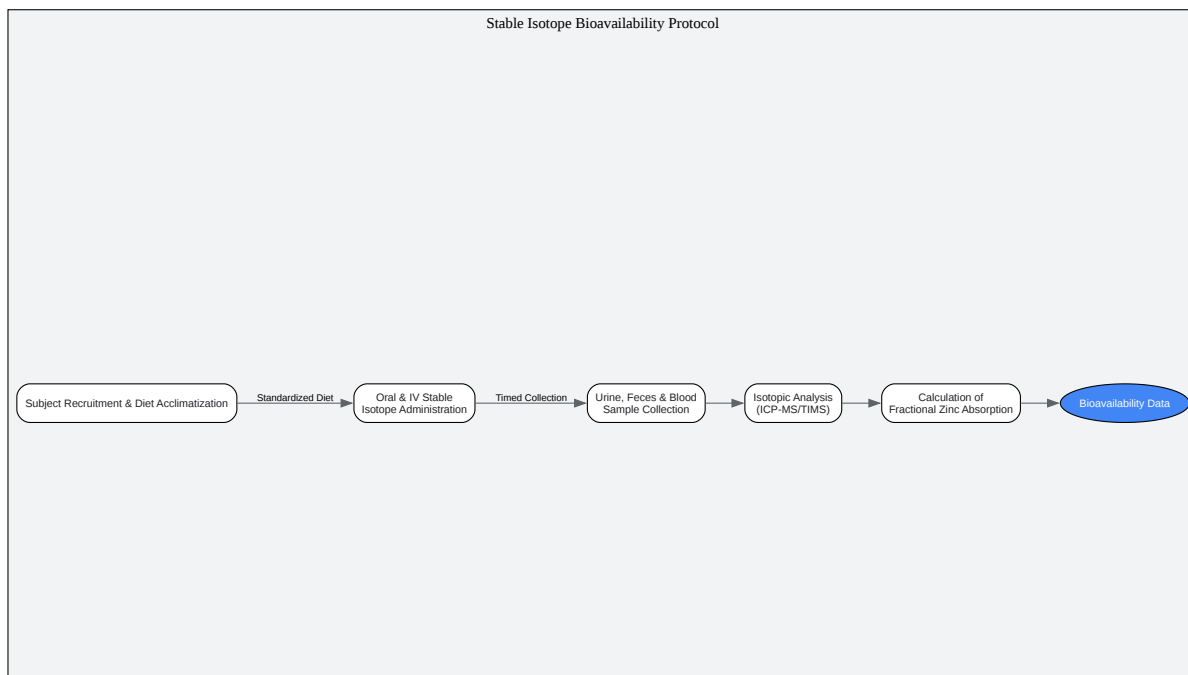 Stable Isotope Bioavailability Protocol
Subject Recruitment & Diet Acclimatization
Standardized Diet
Oral & IV Stable
Isotope Administration
Timed Collection
Urine, Feces & Blood
Sample Collection
Isotopic Analysis
(ICP-MS/TIMS)
Calculation of
Fractional Zinc Absorption
Bioavailability Data